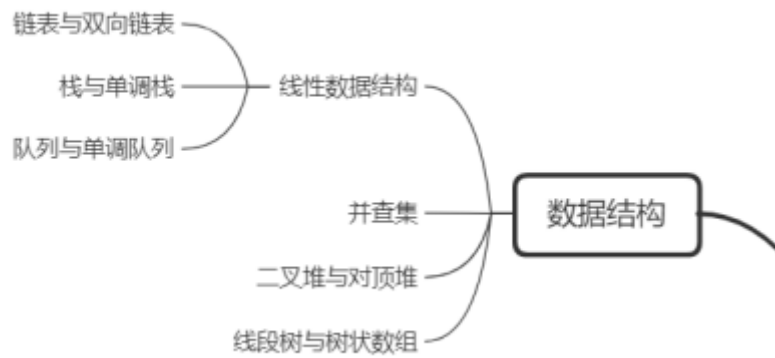 链表与双向链表
栈与单调栈
线性数据结构
队列与单调队列
并查集
数据结构
二叉堆与对顶堆
线段树与树状数组